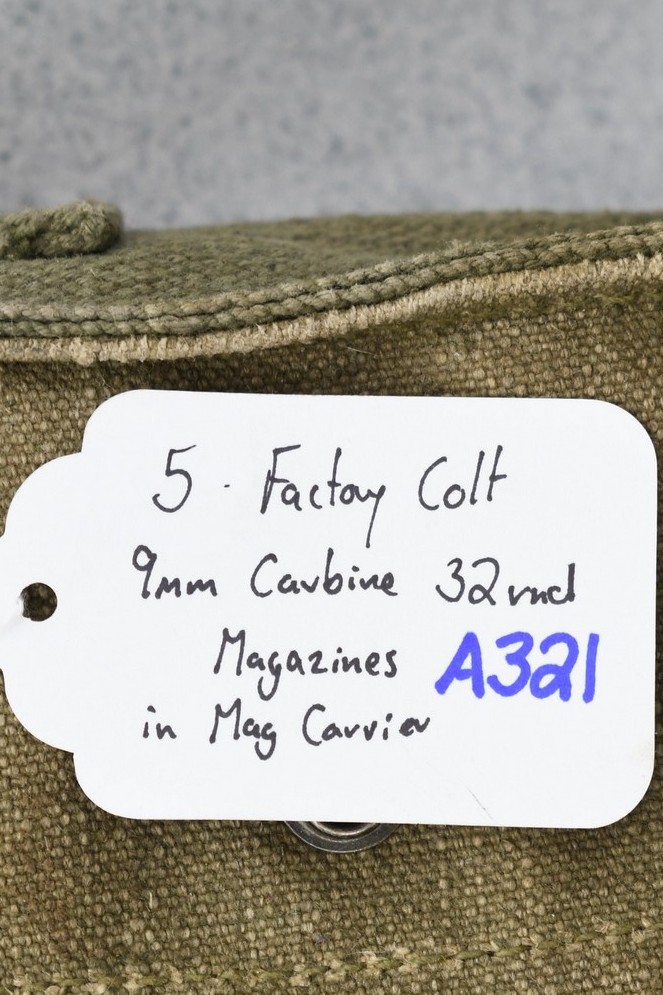 5 - Factory Colt
9mm Carbine 32rnd
Magazines A321
in Mag Carrier